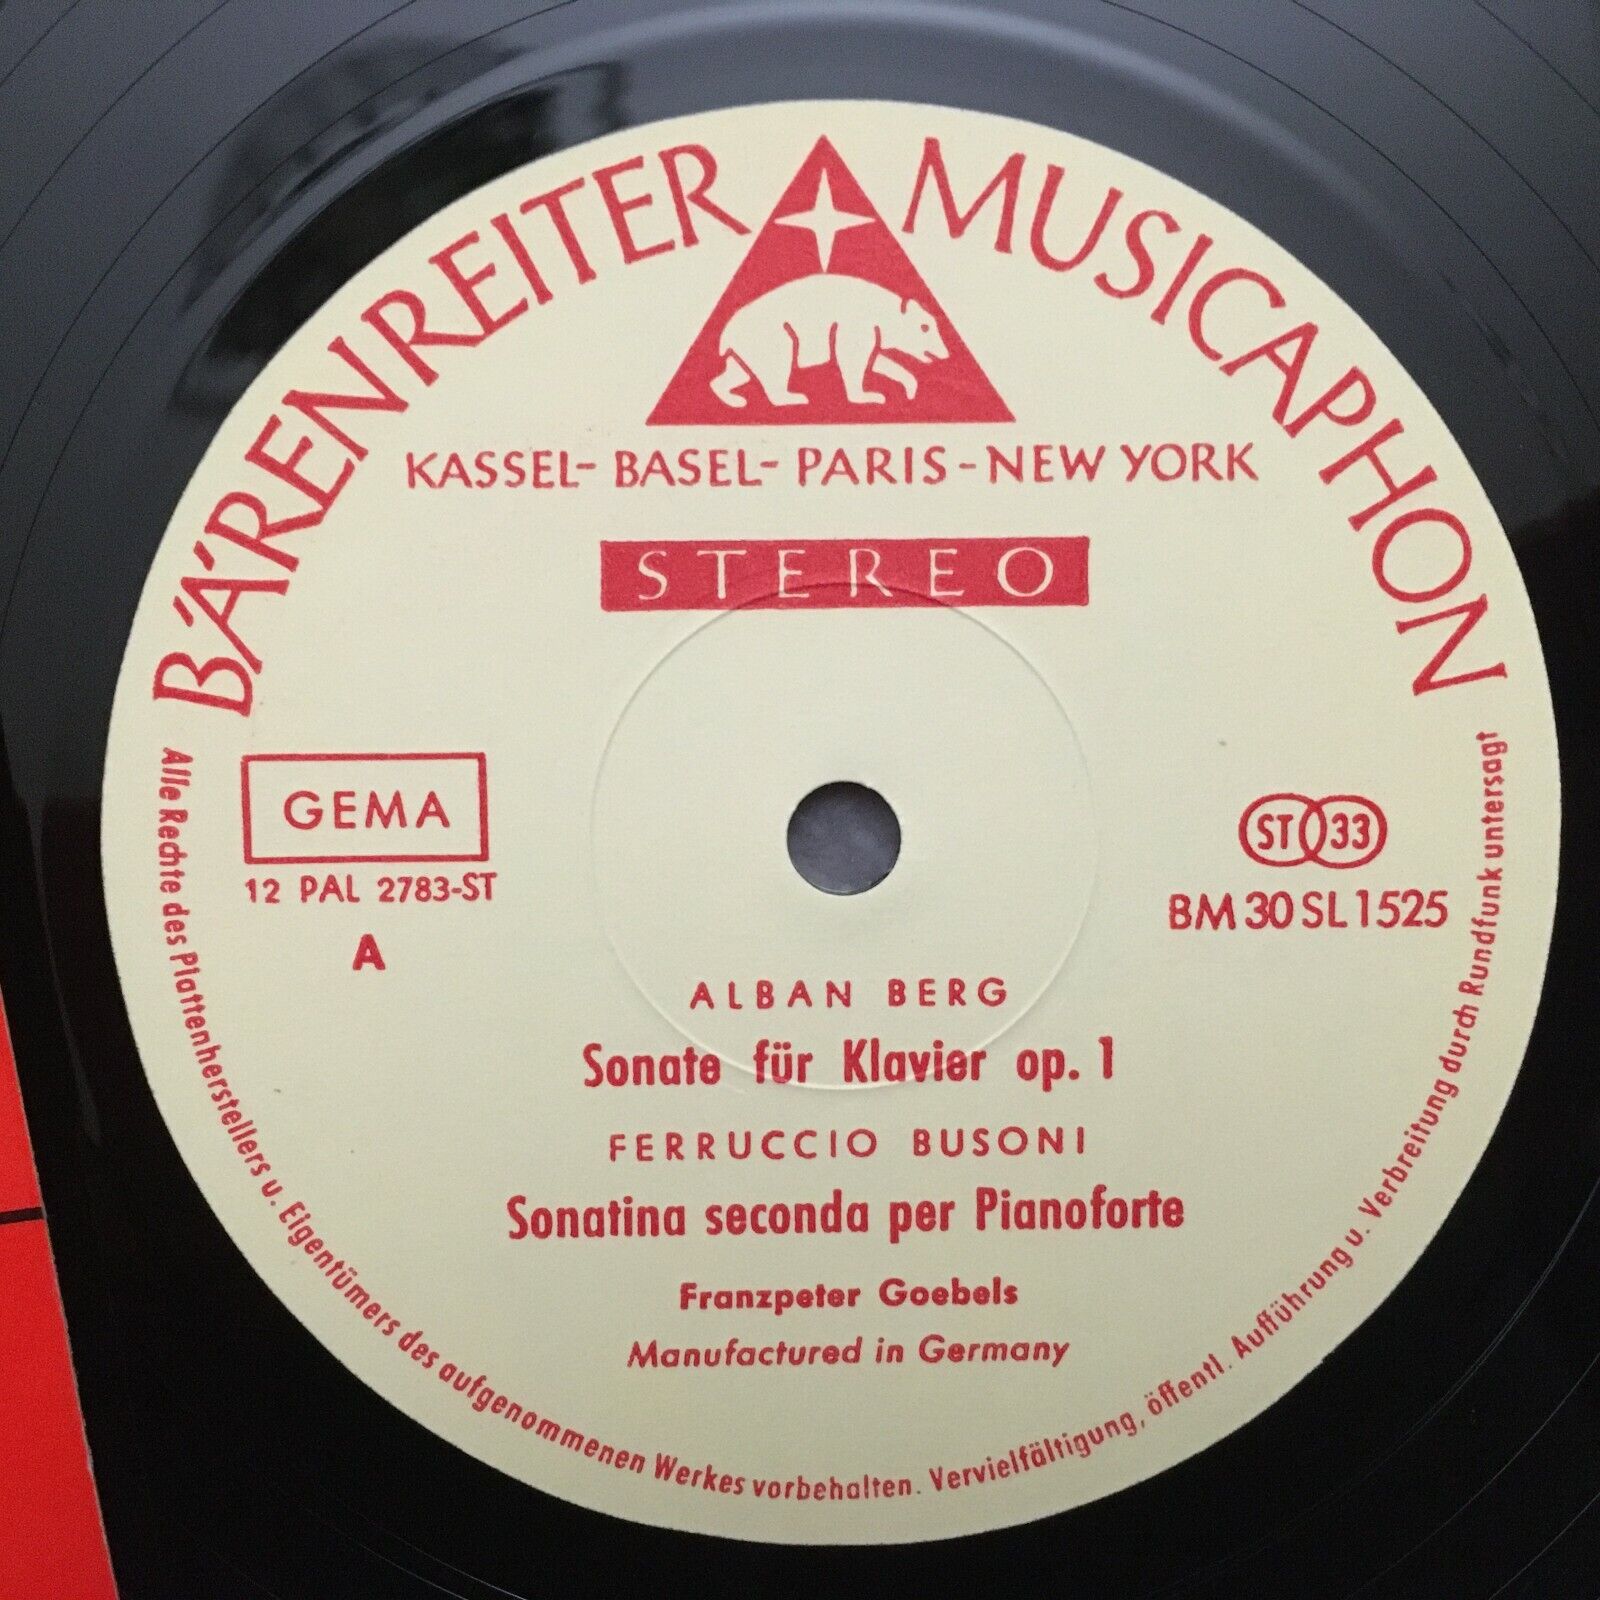 BÄRENREITER MUSICAPHON
KASSEL- BASEL- PARIS - NEW YORK
STEREO
GEMA
12 PAL 2783-ST
A
ST 33
BM 30 SL 1525
ALBAN BERG
Sonate für Klavier op. 1
FERRUCCIO BUSONI
Sonatina seconda per Pianoforte
Franzpeter Goebels
Manufactured in Germany
Alle Rechte des Plattenherstellers u. Eigentümers des aufgenommenen Werkes vorbehalten. Vervielfältigung, öffentl. Aufführung u. Verbreitung durch Rundfunk untersagt